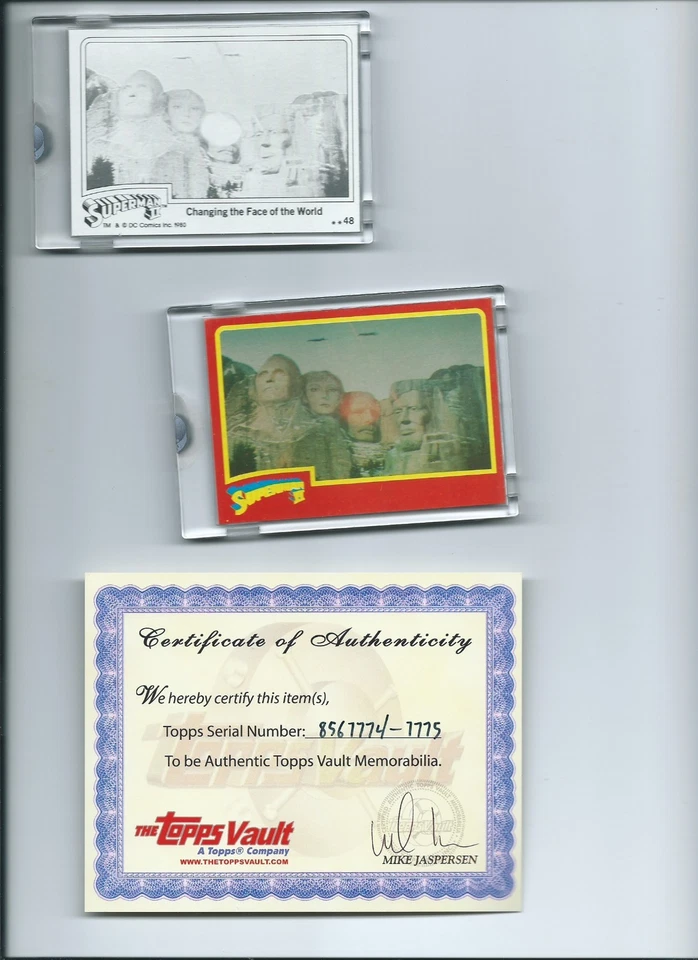 SUPERMAN II
Changing the Face of the World
TM & © DC Comics Inc 1980
**48
SUPERMAN II
Certificate of Authenticity
We hereby certify this item(s),
Topps Serial Number: 8567774-7775
To be Authentic Topps Vault Memorabilia.
THE Topps Vault
A Topps® Company
WWW.THETOPPSVAULT.COM
MIKE JASPERSEN